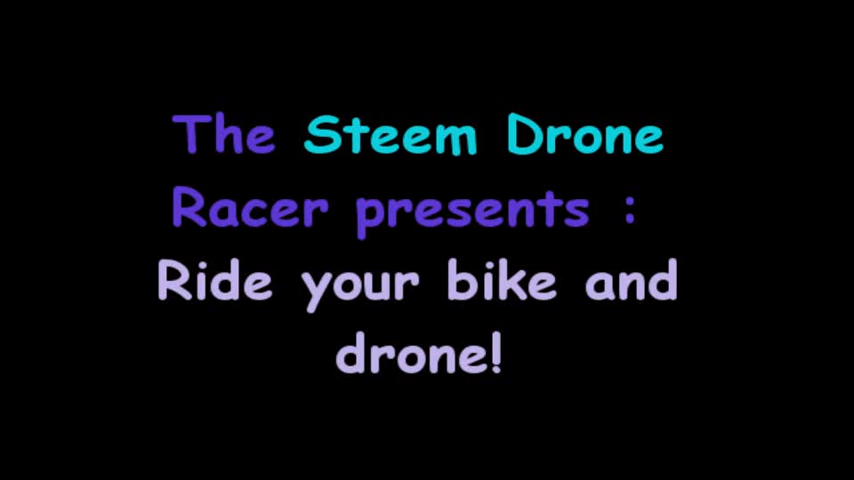 The Steem Drone
Racer presents :
Ride your bike and
drone!